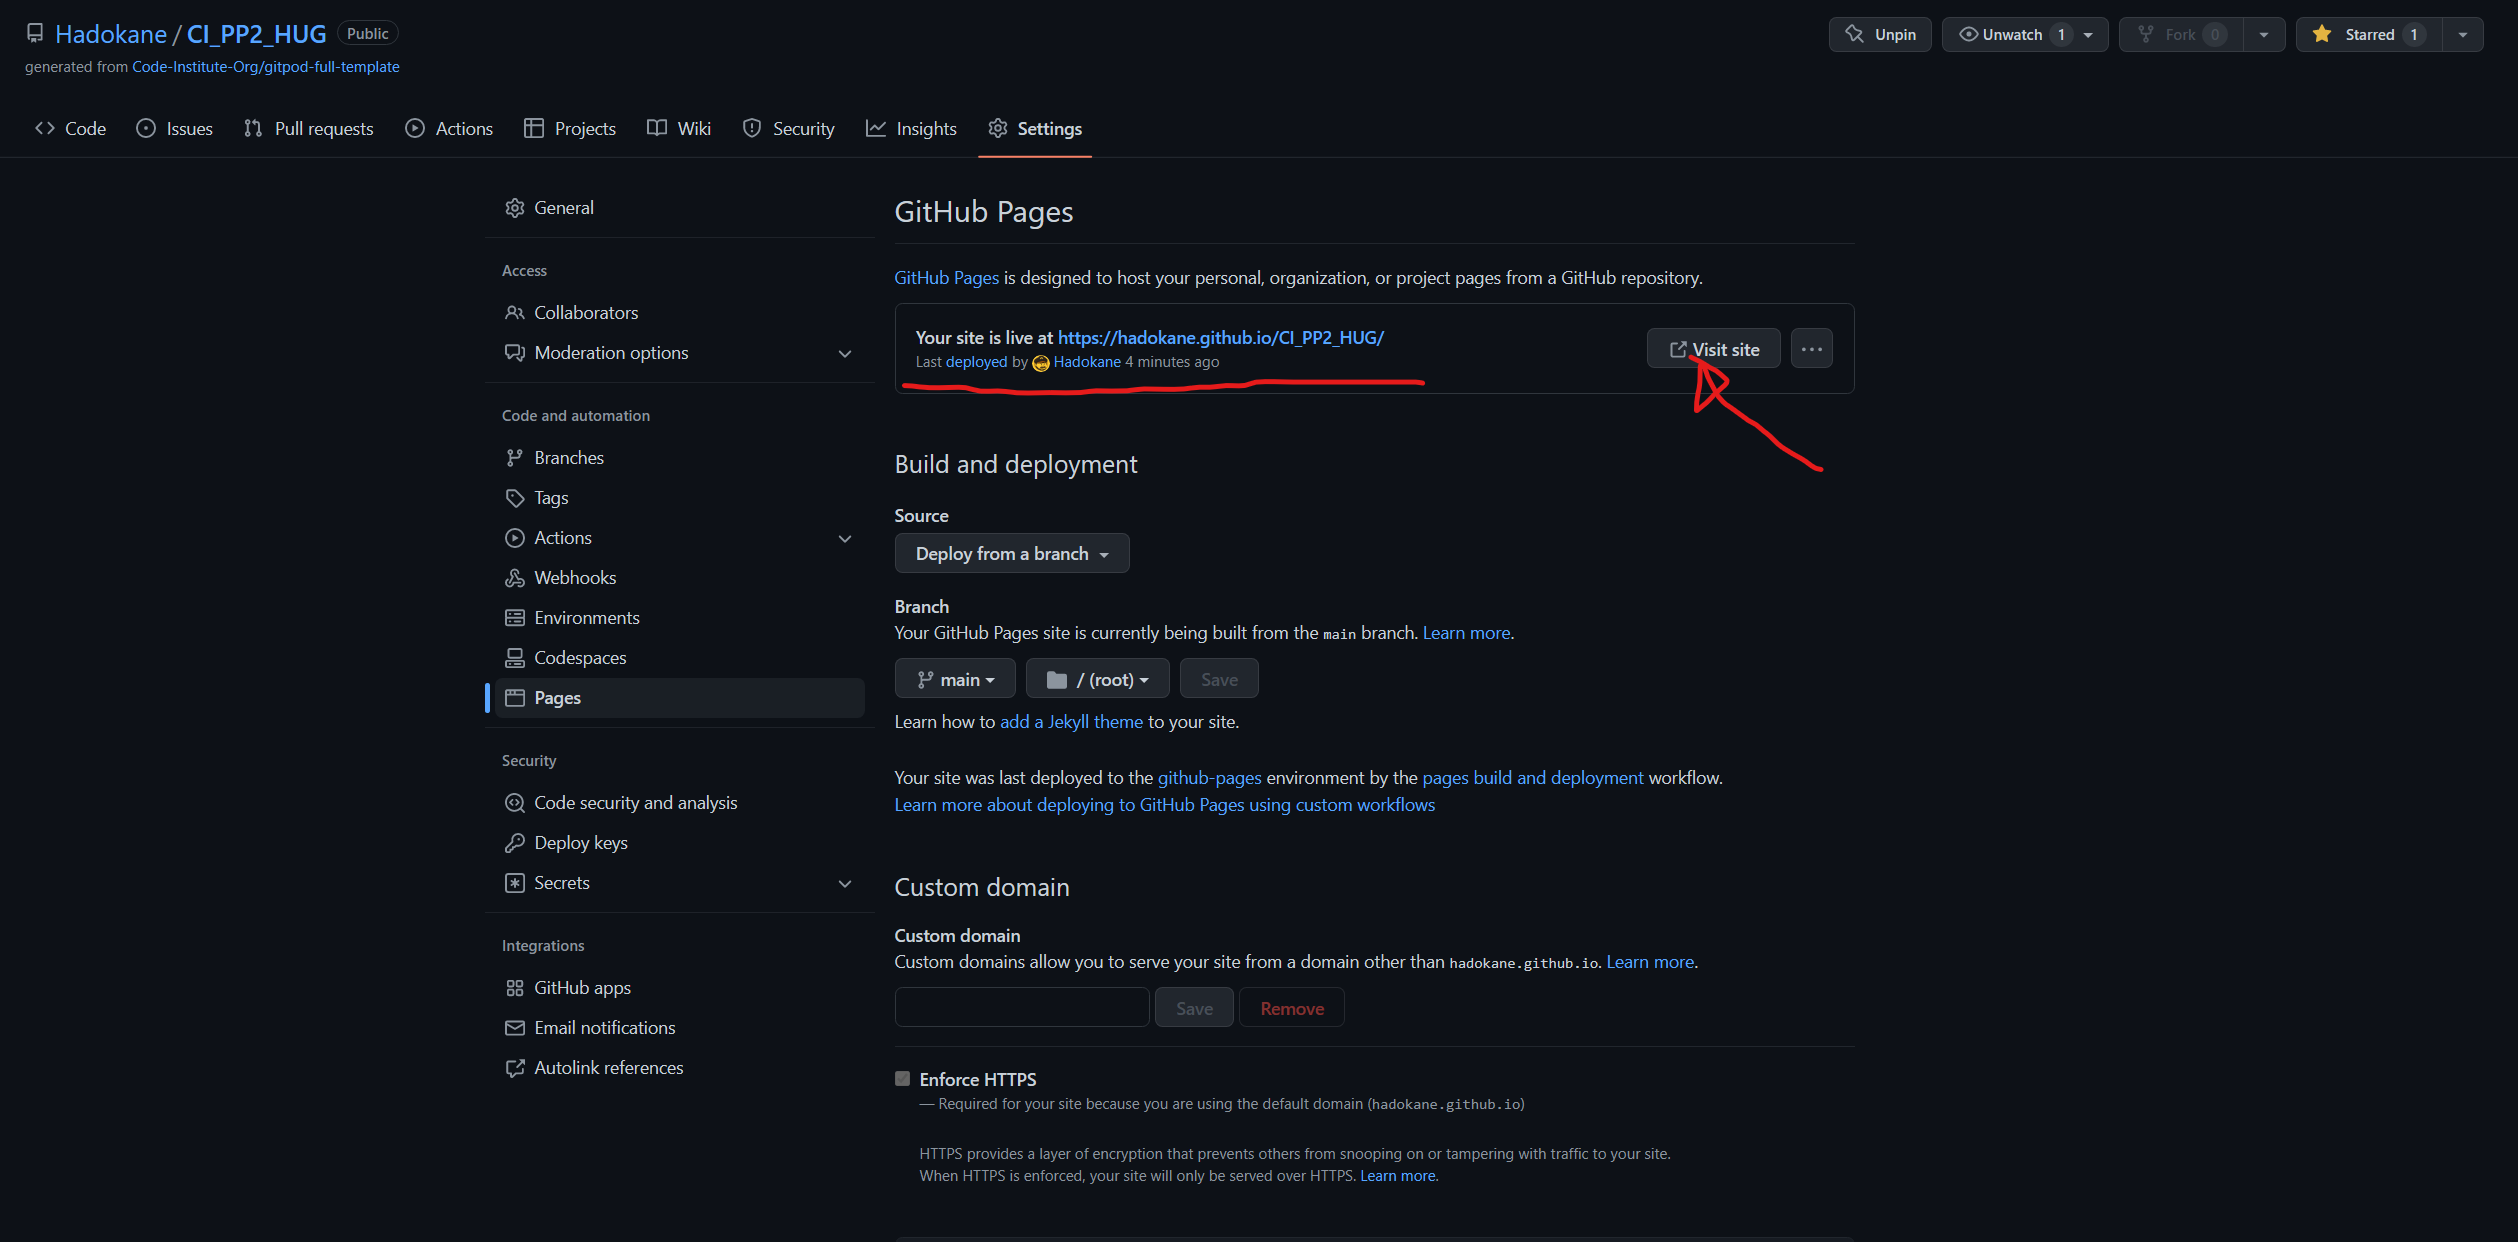 Hadokane / CI_PP2_HUG Public
Unpin Unwatch 1 Fork 0 Starred 1
generated from Code-Institute-Org/gitpod-full-template
Code Issues Pull requests Actions Projects Wiki Security Insights Settings
General
Access
Collaborators
Moderation options
Code and automation
Branches
Tags
Actions
Webhooks
Environments
Codespaces
Pages
Security
Code security and analysis
Deploy keys
Secrets
Integrations
GitHub apps
Email notifications
Autolink references
GitHub Pages
GitHub Pages is designed to host your personal, organization, or project pages from a GitHub repository.
Your site is live at https://hadokane.github.io/CI_PP2_HUG/
Last deployed by Hadokane 4 minutes ago
Visit site
Build and deployment
Source
Deploy from a branch
Branch
Your GitHub Pages site is currently being built from the main branch. Learn more.
main / (root) Save
Learn how to add a Jekyll theme to your site.
Your site was last deployed to the github-pages environment by the pages build and deployment workflow.
Learn more about deploying to GitHub Pages using custom workflows
Custom domain
Custom domain
Custom domains allow you to serve your site from a domain other than hadokane.github.io. Learn more.
Save Remove
Enforce HTTPS
— Required for your site because you are using the default domain (hadokane.github.io)
HTTPS provides a layer of encryption that prevents others from snooping on or tampering with traffic to your site.
When HTTPS is enforced, your site will only be served over HTTPS. Learn more.